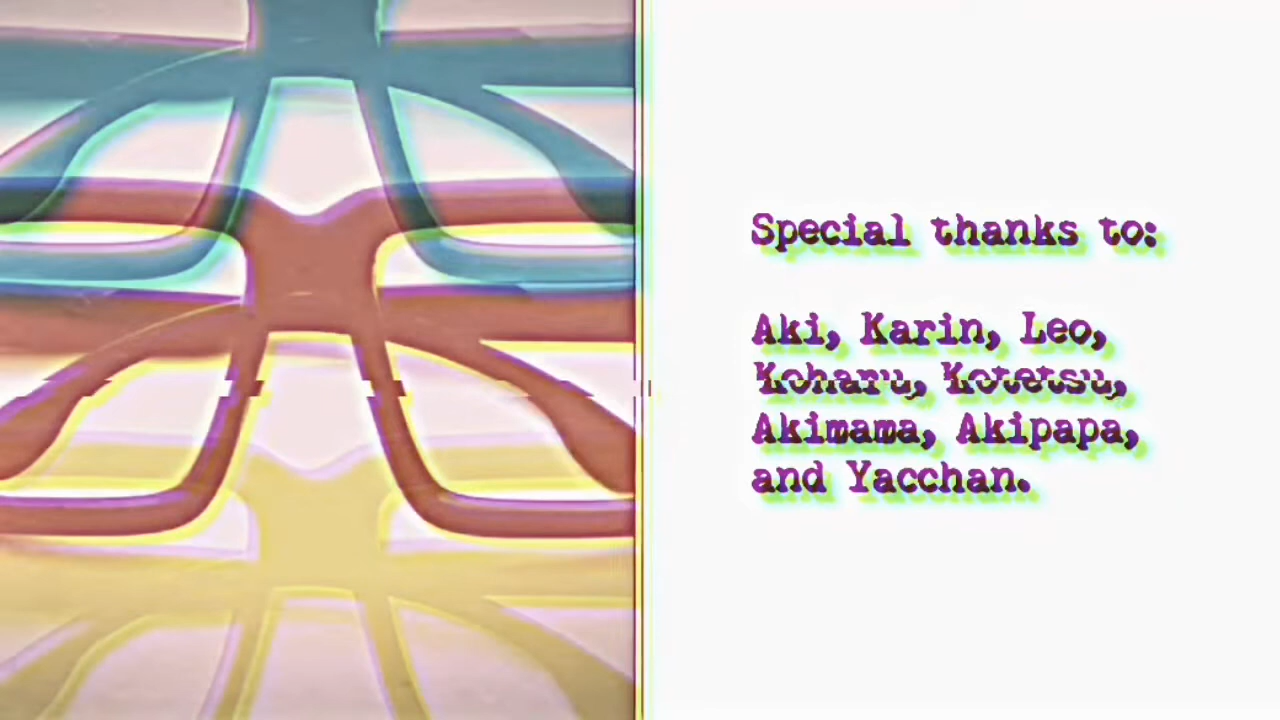 Special thanks to:
Aki, Karin, Leo,
Koharu, Kotetsu,
Akimama, Akipapa,
and Yacchan.